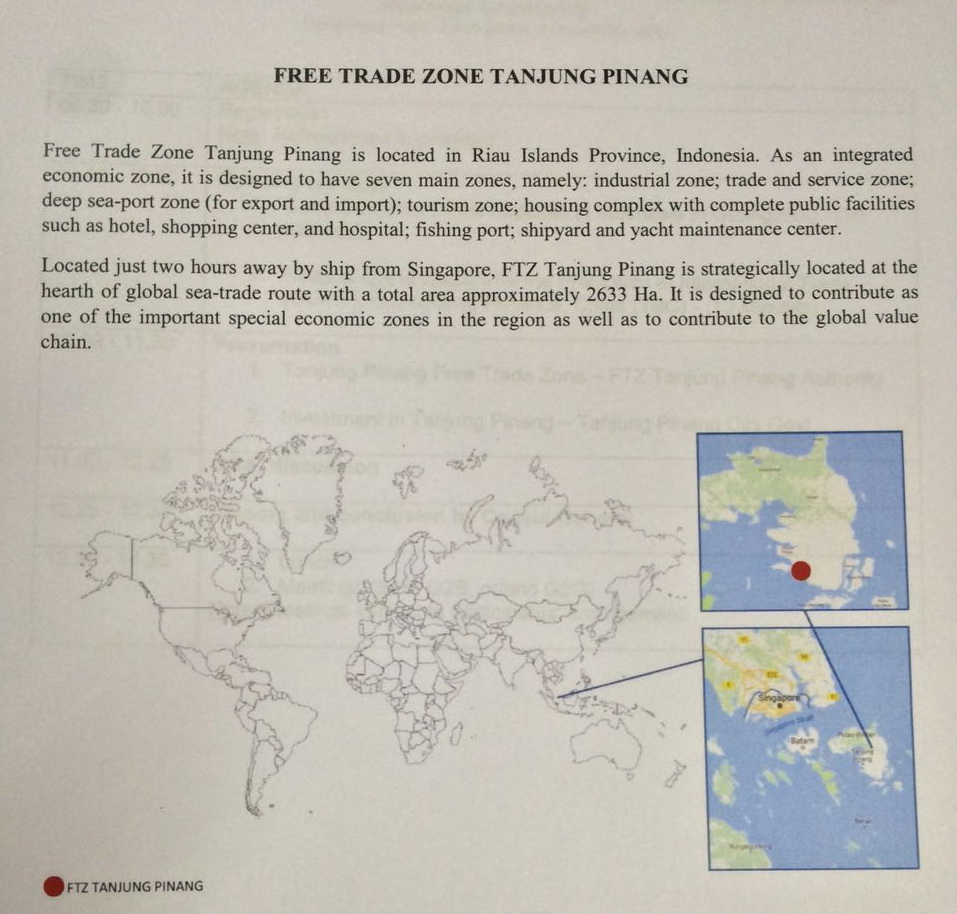 FREE TRADE ZONE TANJUNG PINANG
Free Trade Zone Tanjung Pinang is located in Riau Islands Province, Indonesia. As an integrated
economic zone, it is designed to have seven main zones, namely: industrial zone; trade and service zone;
deep sea-port zone (for export and import); tourism zone; housing complex with complete public facilities
such as hotel, shopping center, and hospital; fishing port; shipyard and yacht maintenance center.
Located just two hours away by ship from Singapore, FTZ Tanjung Pinang is strategically located at the
hearth of global sea-trade route with a total area approximately 2633 Ha. It is designed to contribute as
one of the important special economic zones in the region as well as to contribute to the global value
chain.
Singapore
Batam
FTZ TANJUNG PINANG